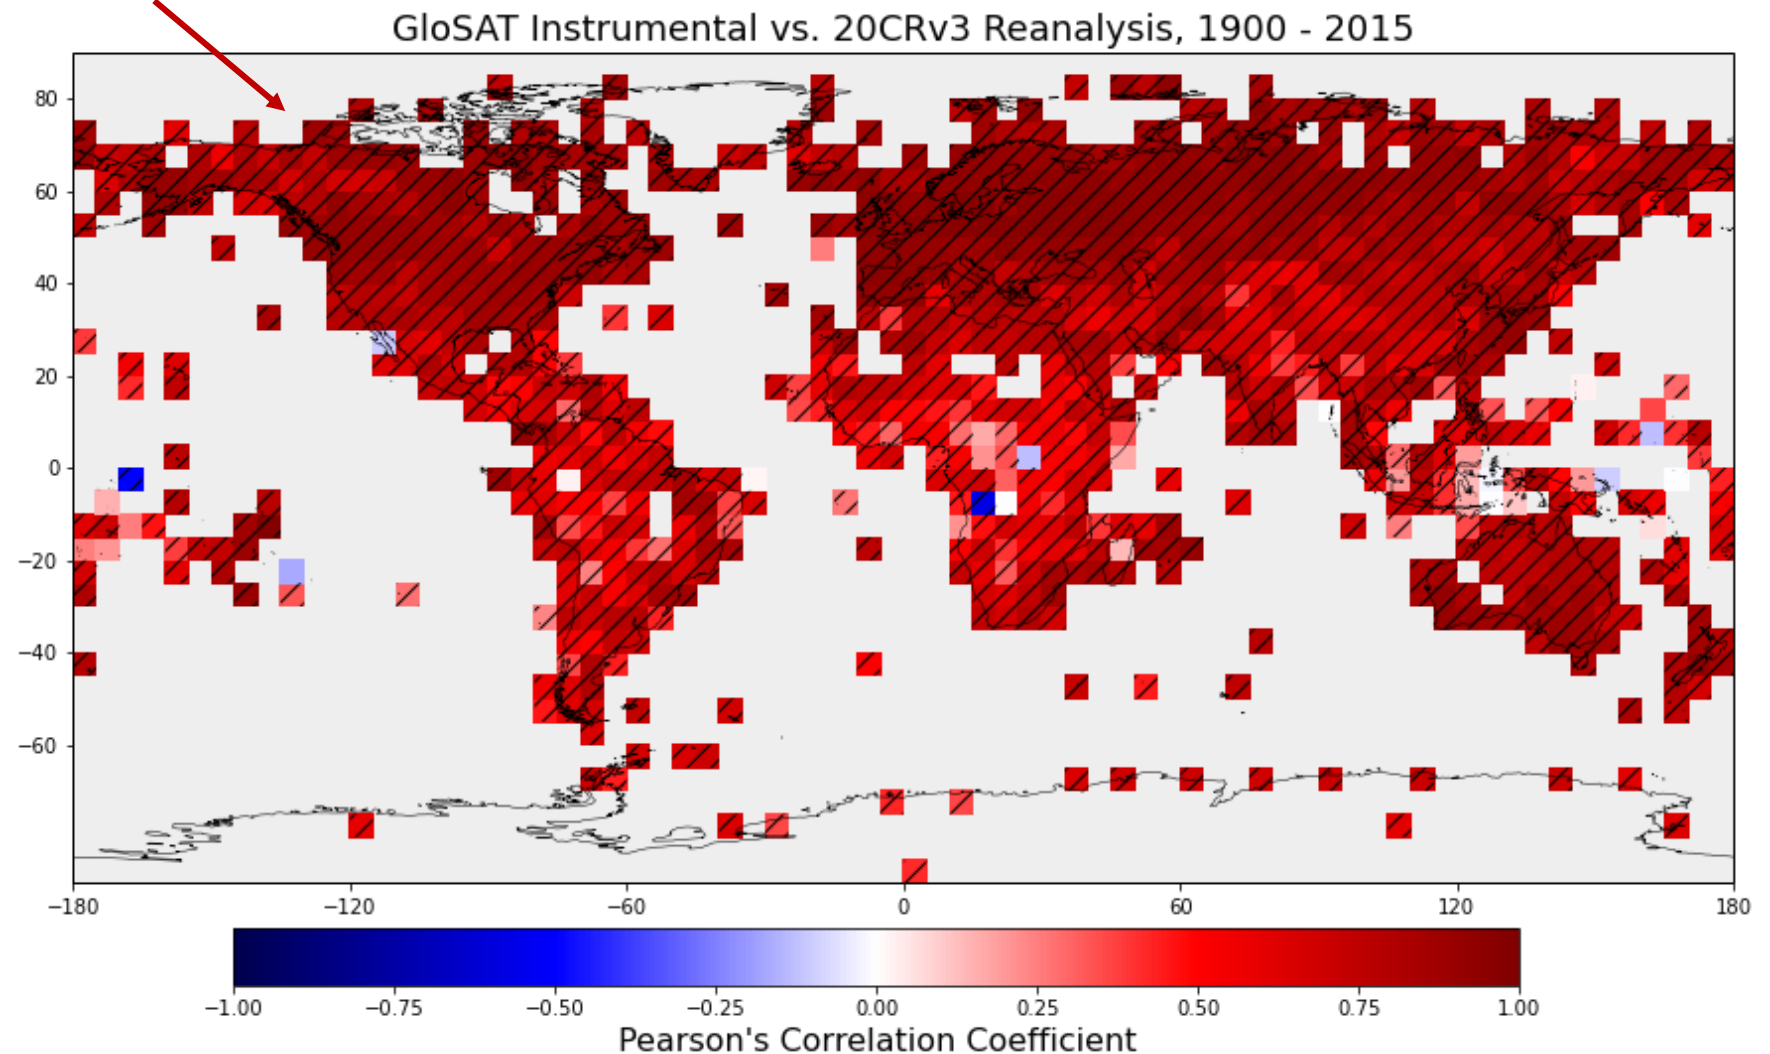 GloSAT Instrumental vs. 20CRv3 Reanalysis, 1900 - 2015
80
60
40
20
0
−20
−40
−60
−180 −120 −60 0 60 120 180
−1.00 −0.75 −0.50 −0.25 0.00 0.25 0.50 0.75 1.00
Pearson's Correlation Coefficient